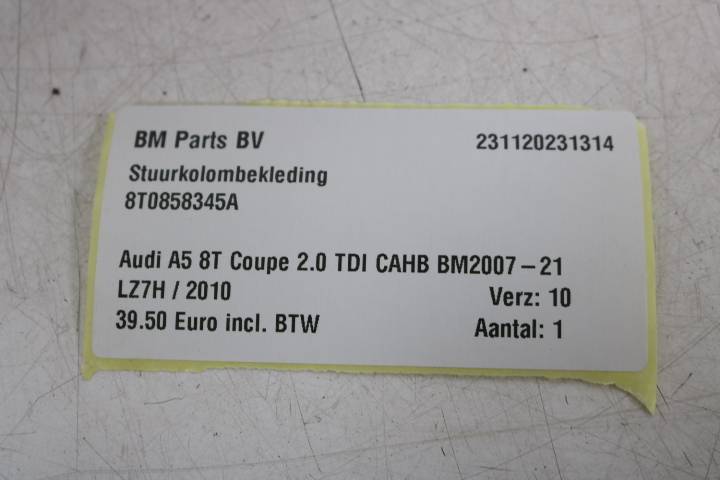 BM Parts BV 231120231314
Stuurkolombekleding
8T0858345A
Audi A5 8T Coupe 2.0 TDI CAHB BM2007-21
LZ7H / 2010 Verz: 10
39.50 Euro incl. BTW Aantal: 1